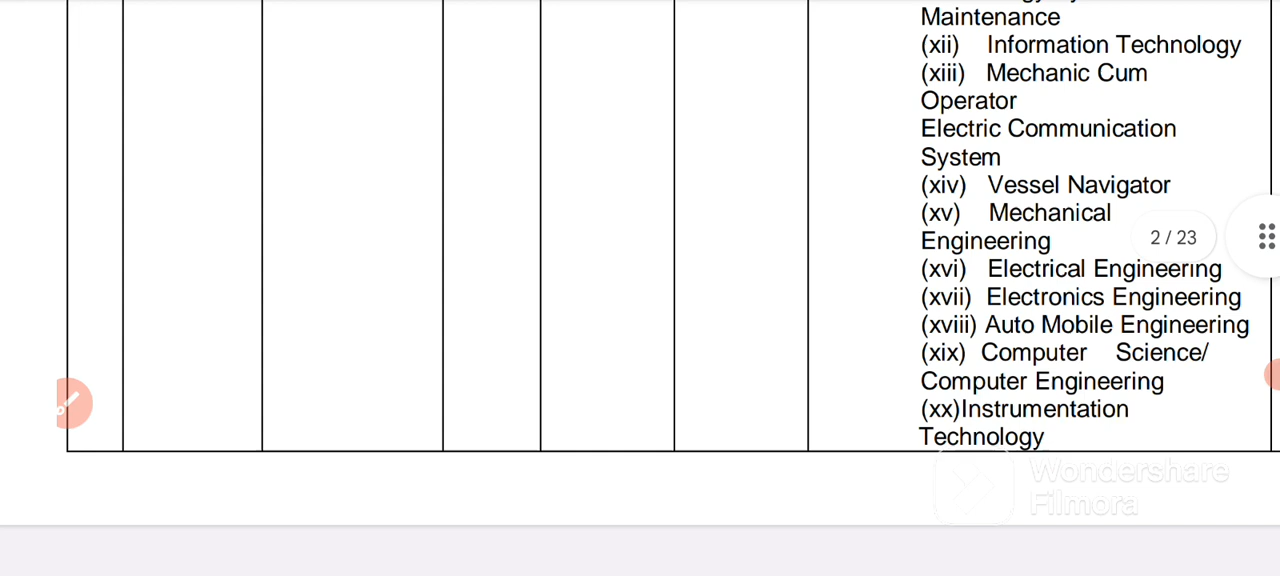 Maintenance
(xii) Information Technology
(xiii) Mechanic Cum
Operator
Electric Communication
System
(xiv) Vessel Navigator
(xv) Mechanical
Engineering
2 / 23
(xvi) Electrical Engineering
(xvii) Electronics Engineering
(xviii) Auto Mobile Engineering
(xix) Computer Science/
Computer Engineering
(xx)Instrumentation
Technology
Wondershare
Filmora